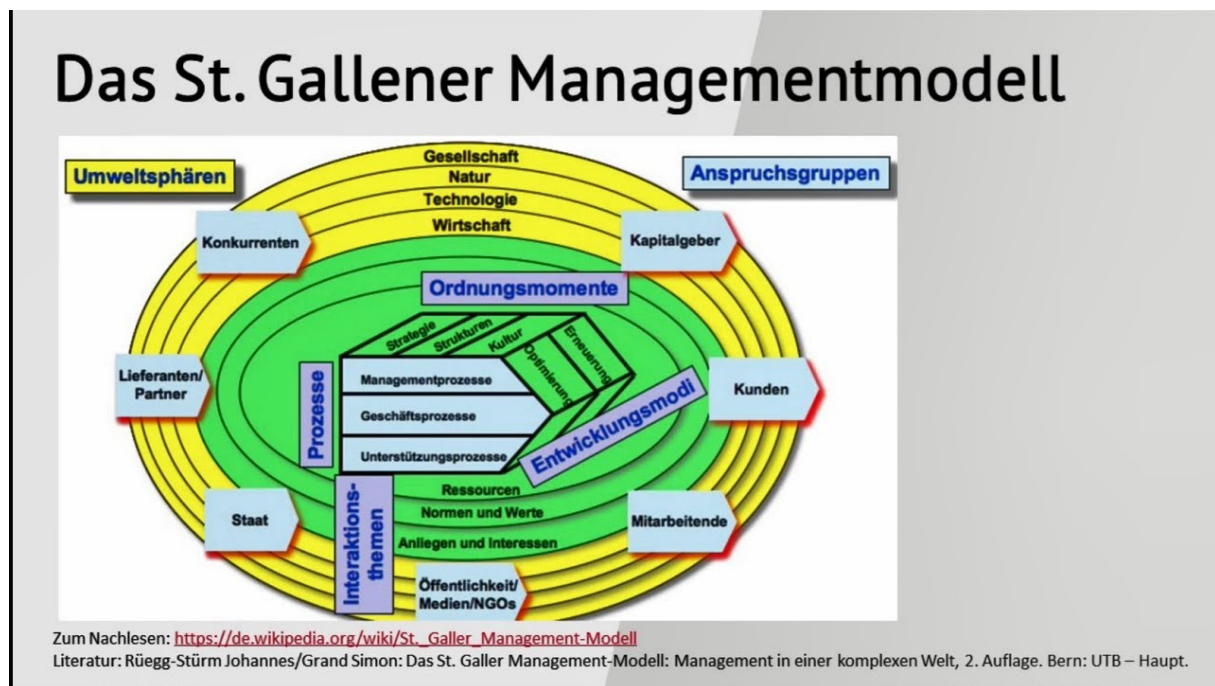 Das St. Gallener Managementmodell
Umweltsphären
Anspruchsgruppen
Gesellschaft
Natur
Technologie
Wirtschaft
Konkurrenten
Kapitalgeber
Ordnungsmomente
Strategie
Strukturen
Kultur
Optimierung
Erneuerung
Prozesse
Managementprozesse
Geschäftsprozesse
Unterstützungsprozesse
Entwicklungsmodi
Lieferanten/
Partner
Kunden
Ressourcen
Normen und Werte
Anliegen und Interessen
Interaktions-
themen
Staat
Mitarbeitende
Öffentlichkeit/
Medien/NGOs
Zum Nachlesen: https://de.wikipedia.org/wiki/St._Galler_Management-Modell
Literatur: Rüegg-Stürm Johannes/Grand Simon: Das St. Galler Management-Modell: Management in einer komplexen Welt, 2. Auflage. Bern: UTB – Haupt.